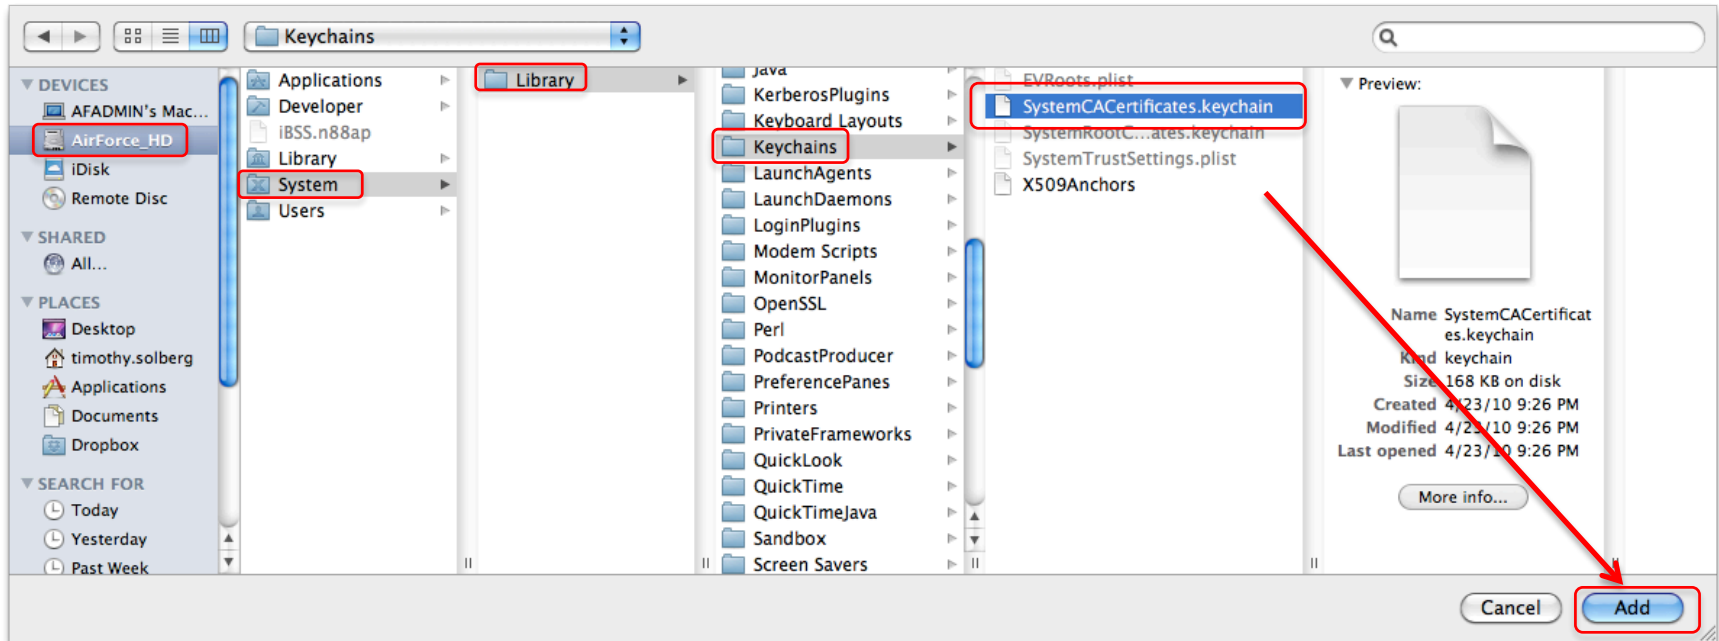 Keychains
DEVICES
AFADMIN's Mac...
AirForce_HD
iDisk
Remote Disc
SHARED
All...
PLACES
Desktop
timothy.solberg
Applications
Documents
Dropbox
SEARCH FOR
Today
Yesterday
Past Week
Applications
Developer
iBSS.n88ap
Library
System
Users
Library
Java
KerberosPlugins
Keyboard Layouts
Keychains
LaunchAgents
LaunchDaemons
LoginPlugins
Modem Scripts
MonitorPanels
OpenSSL
Perl
PodcastProducer
PreferencePanes
Printers
PrivateFrameworks
QuickLook
QuickTime
QuickTimeJava
Sandbox
Screen Savers
EVRoots.plist
SystemCACertificates.keychain
SystemRootC...ates.keychain
SystemTrustSettings.plist
X509Anchors
Preview:
Name SystemCACertificat
es.keychain
Kind keychain
Size 168 KB on disk
Created 4/23/10 9:26 PM
Modified 4/23/10 9:26 PM
Last opened 4/23/10 9:26 PM
More info...
Cancel
Add